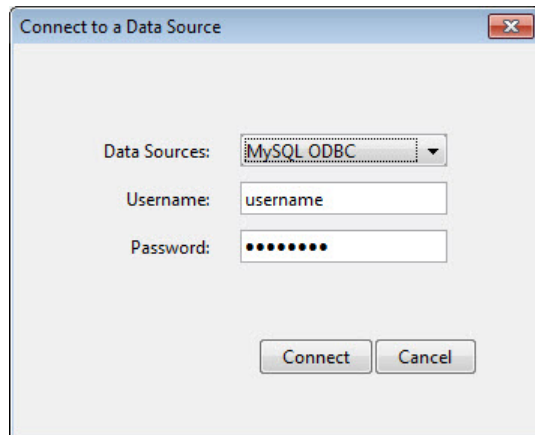 Connect to a Data Source
Data Sources: MySQL ODBC
Username: username
Password: ••••••••
Connect Cancel